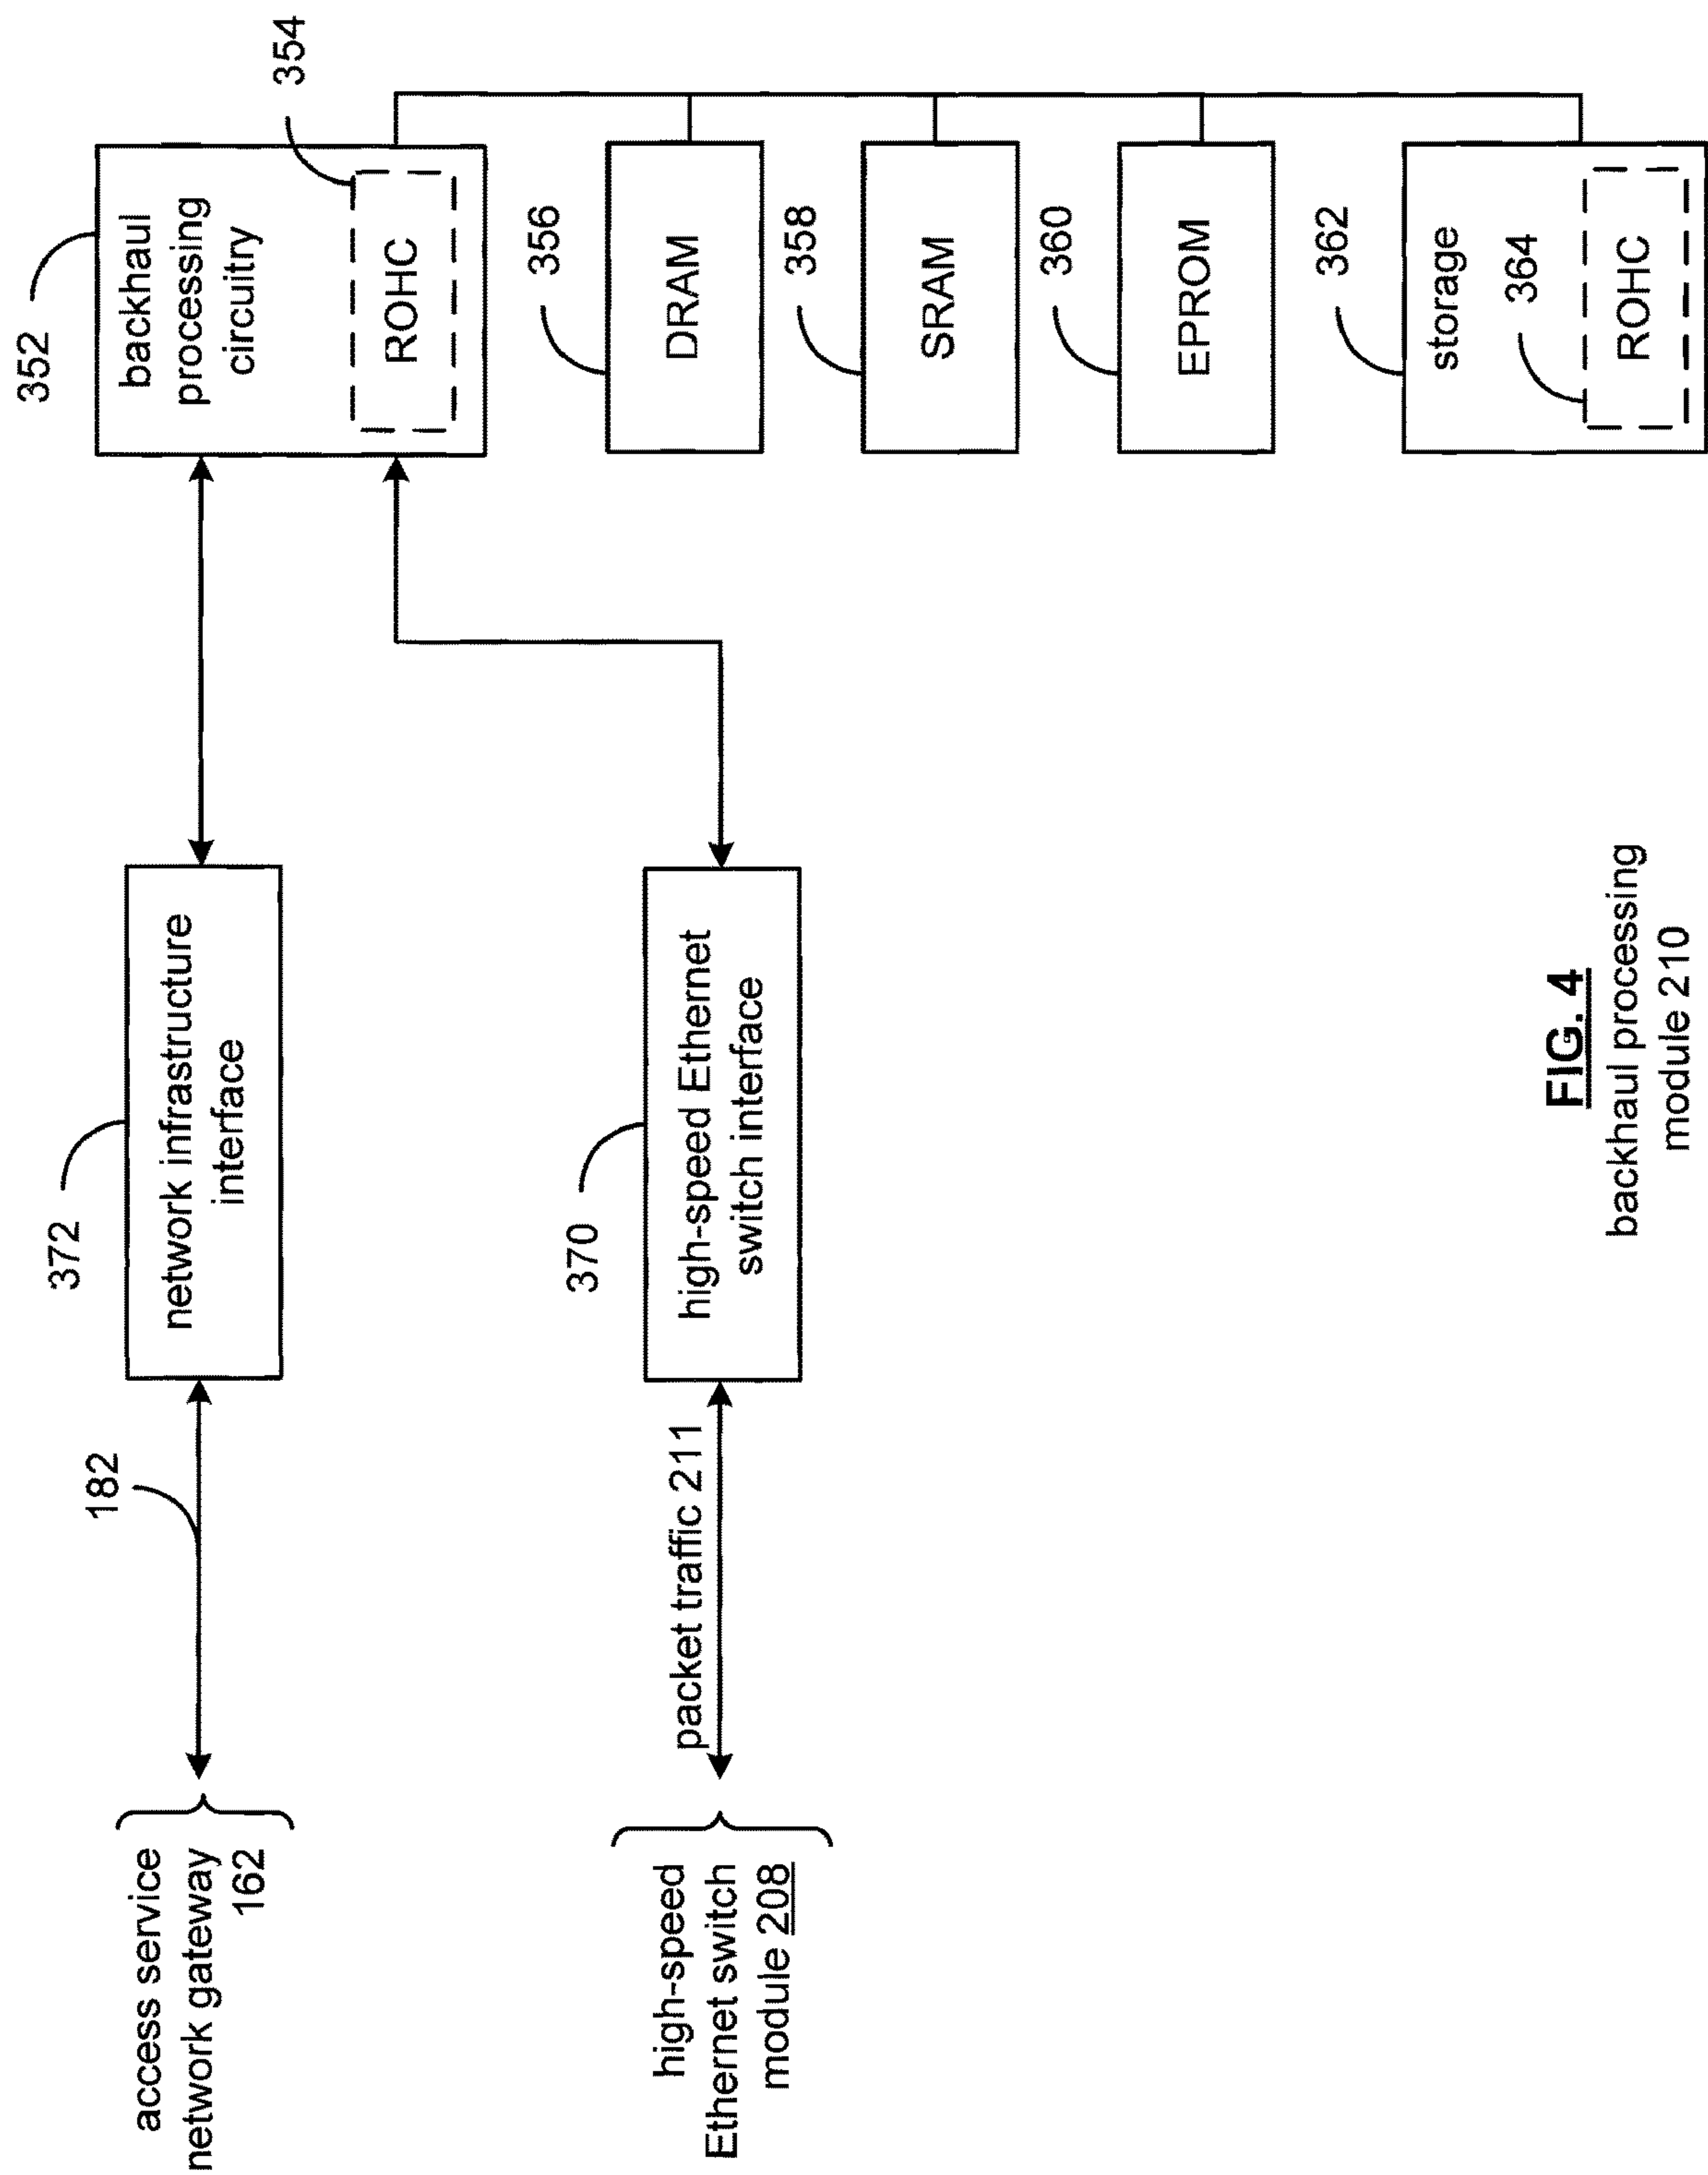 access service
network gateway
162
182
372
network infrastructure
interface
352
backhaul
processing
circuitry
354
ROHC
high-speed
Ethernet switch
module 208
packet traffic 211
370
high-speed Ethernet
switch interface
356
DRAM
358
SRAM
360
EPROM
362
storage
364
ROHC
FIG. 4
backhaul processing
module 210